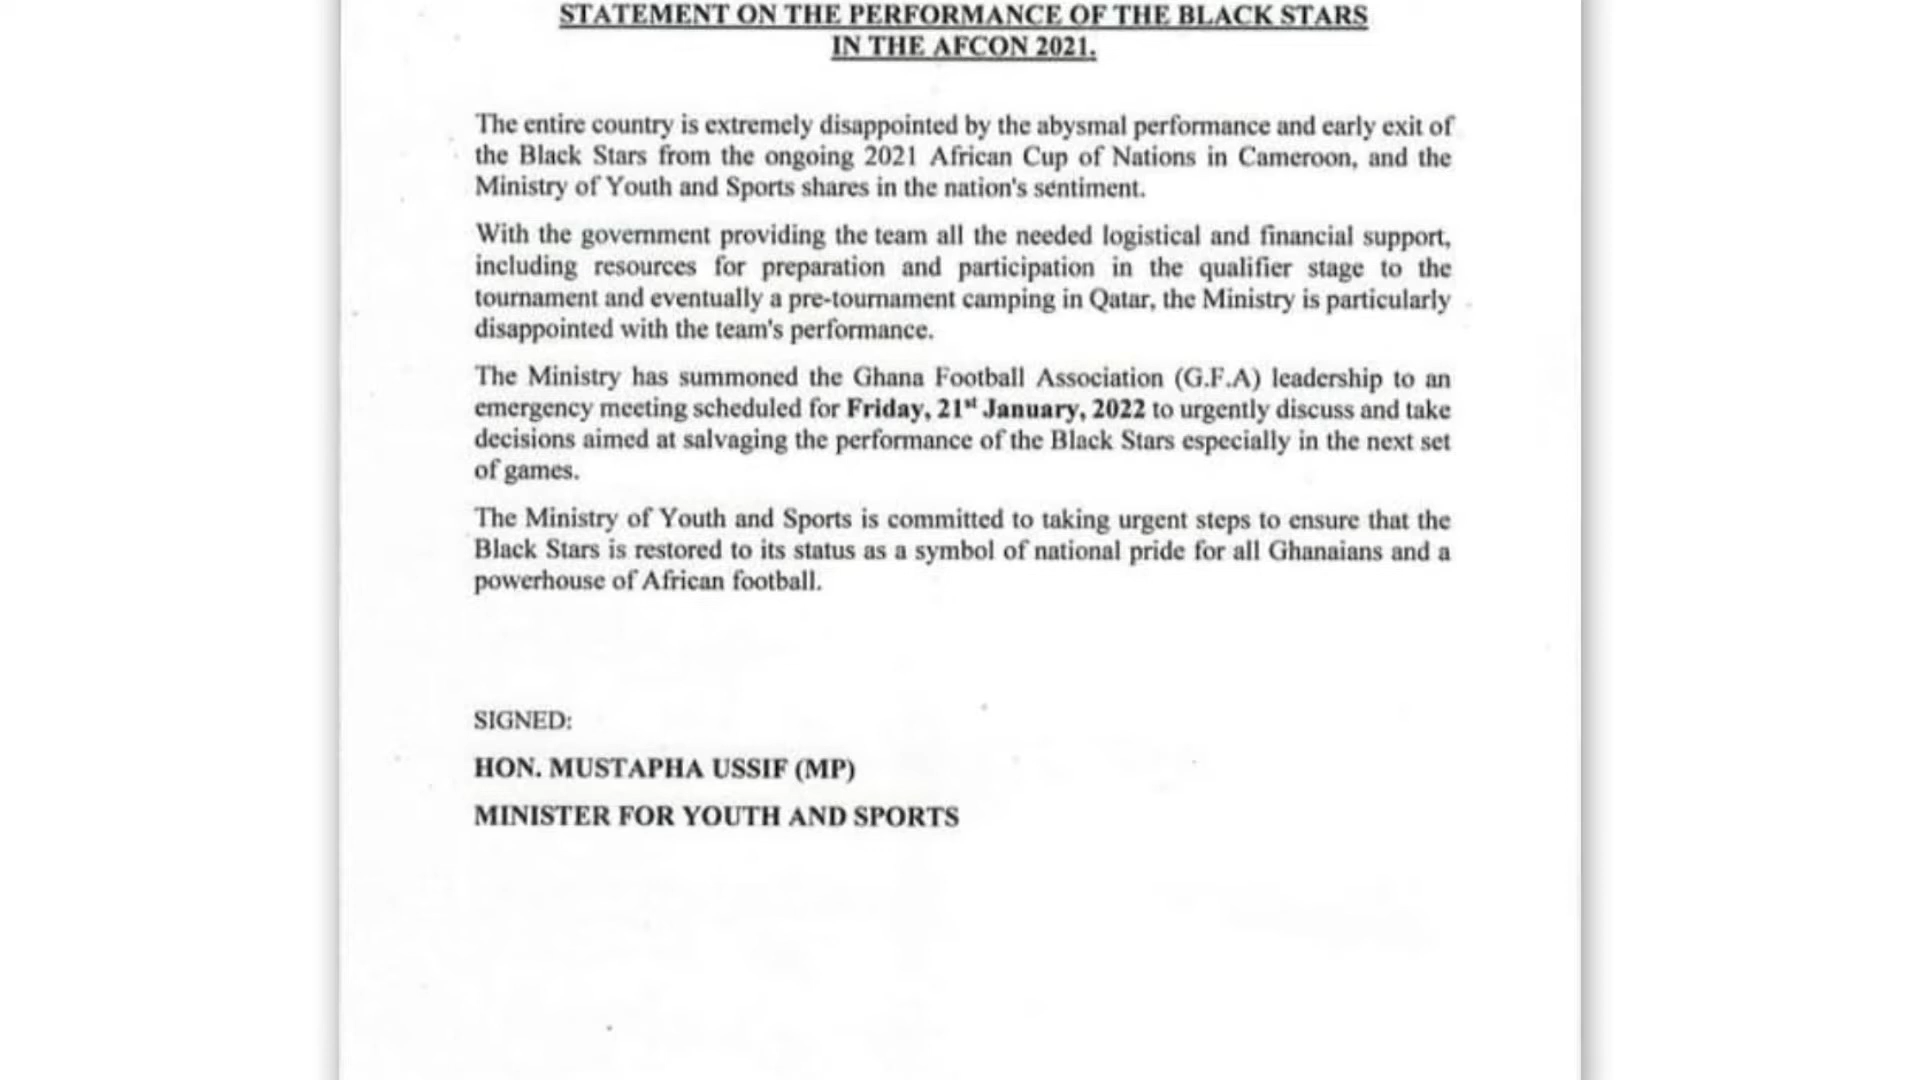 STATEMENT ON THE PERFORMANCE OF THE BLACK STARS
IN THE AFCON 2021.
The entire country is extremely disappointed by the abysmal performance and early exit of
the Black Stars from the ongoing 2021 African Cup of Nations in Cameroon, and the
Ministry of Youth and Sports shares in the nation's sentiment.
With the government providing the team all the needed logistical and financial support,
including resources for preparation and participation in the qualifier stage to the
tournament and eventually a pre-tournament camping in Qatar, the Ministry is particularly
disappointed with the team's performance.
The Ministry has summoned the Ghana Football Association (G.F.A) leadership to an
emergency meeting scheduled for Friday, 21st January, 2022 to urgently discuss and take
decisions aimed at salvaging the performance of the Black Stars especially in the next set
of games.
The Ministry of Youth and Sports is committed to taking urgent steps to ensure that the
Black Stars is restored to its status as a symbol of national pride for all Ghanaians and a
powerhouse of African football.
SIGNED:
HON. MUSTAPHA USSIF (MP)
MINISTER FOR YOUTH AND SPORTS